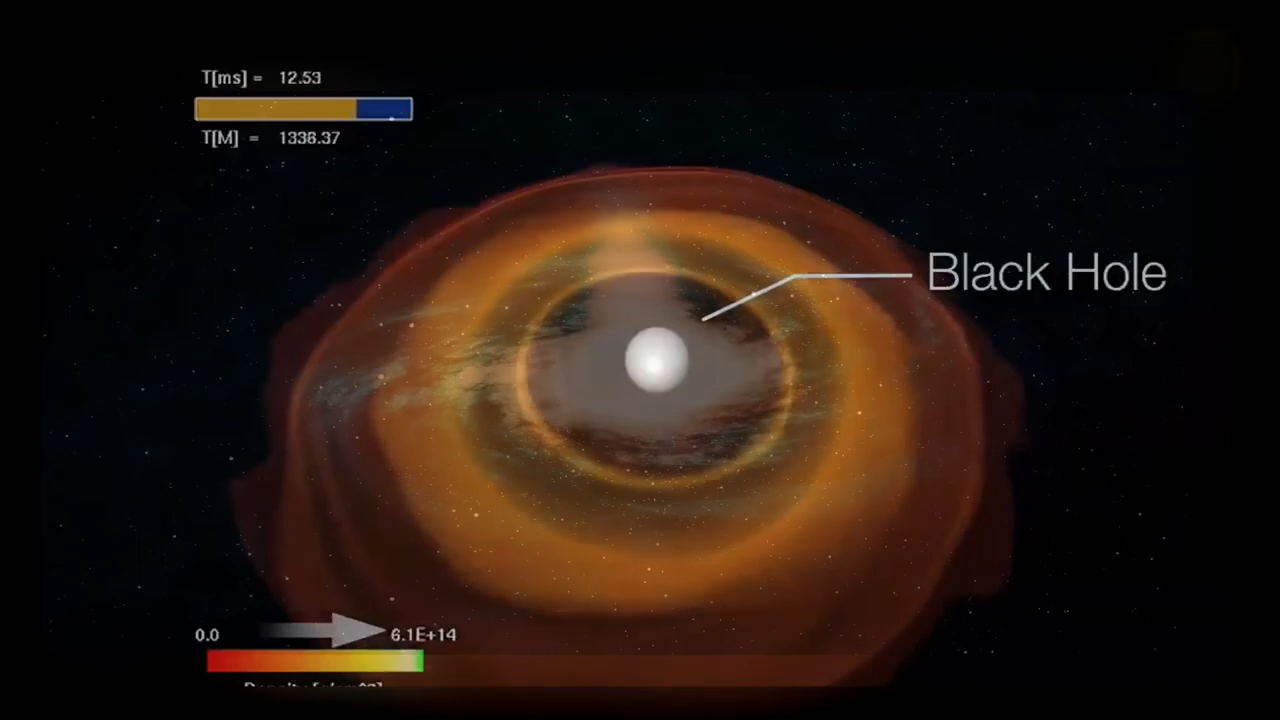 T[ms] = 12.53
T[M] = 1338.37
Black Hole
0.0 6.1E+14